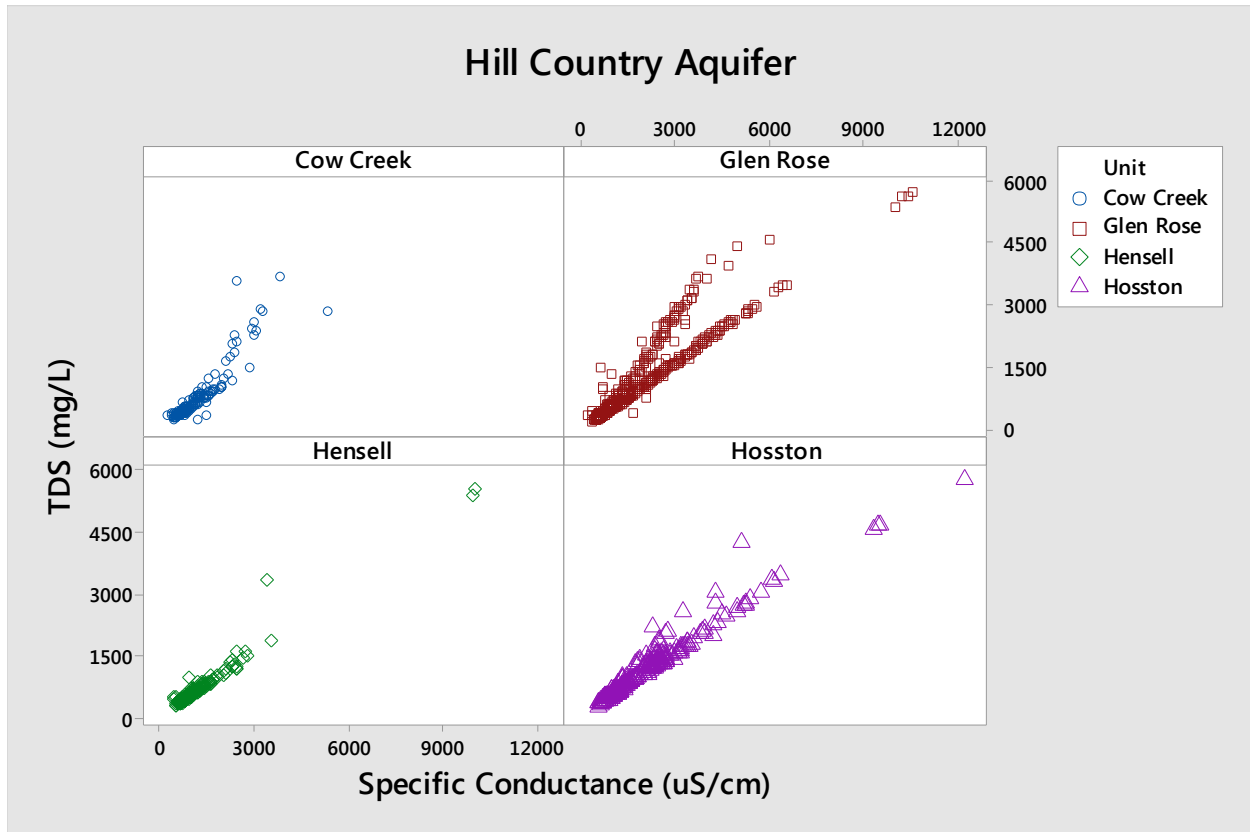 Hill Country Aquifer
0 3000 6000 9000 12000
Cow Creek Glen Rose
Unit
Cow Creek
Glen Rose
Hensell
Hosston
6000
4500
3000
1500
0
TDS (mg/L)
Hensell Hosston
6000
4500
3000
1500
0
0 3000 6000 9000 12000
Specific Conductance (uS/cm)